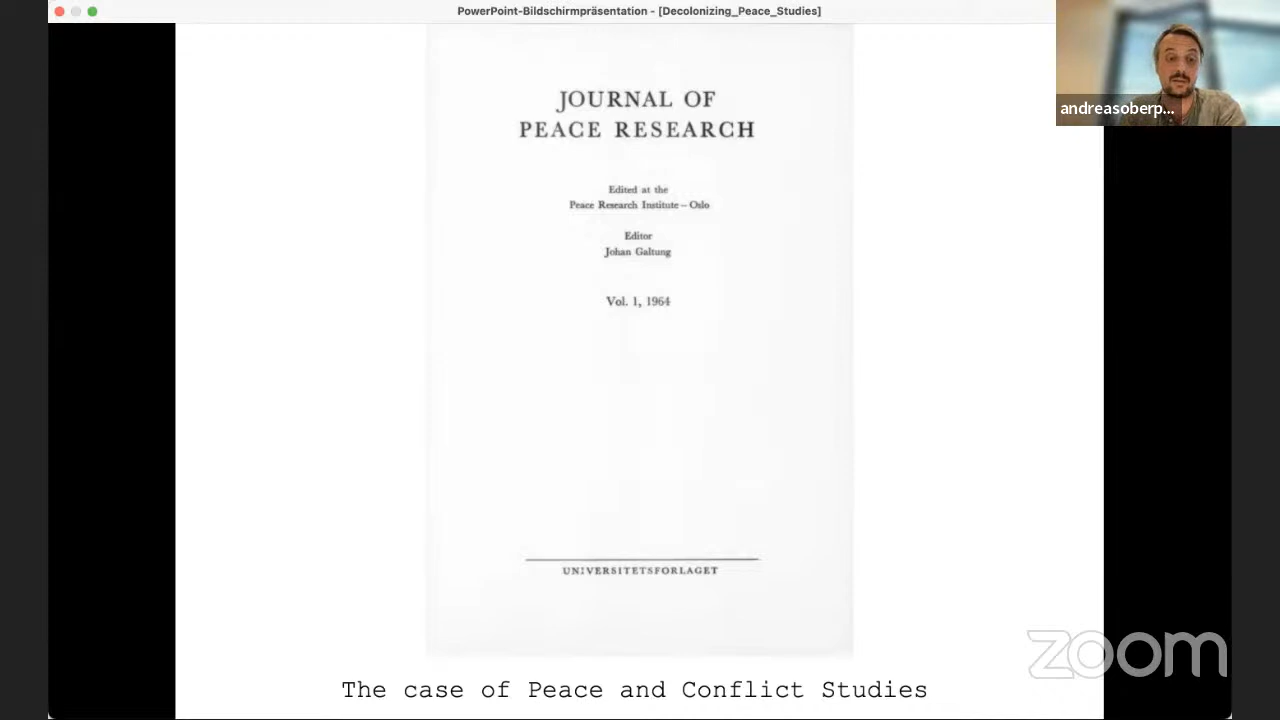 PowerPoint-Bildschirmpräsentation - [Decolonizing_Peace_Studies]
andreasoberp...
JOURNAL OF
PEACE RESEARCH
Edited at the
Peace Research Institute – Oslo
Editor
Johan Galtung
Vol. 1, 1964
UNIVERSITETSFORLAGET
zoom
The case of Peace and Conflict Studies